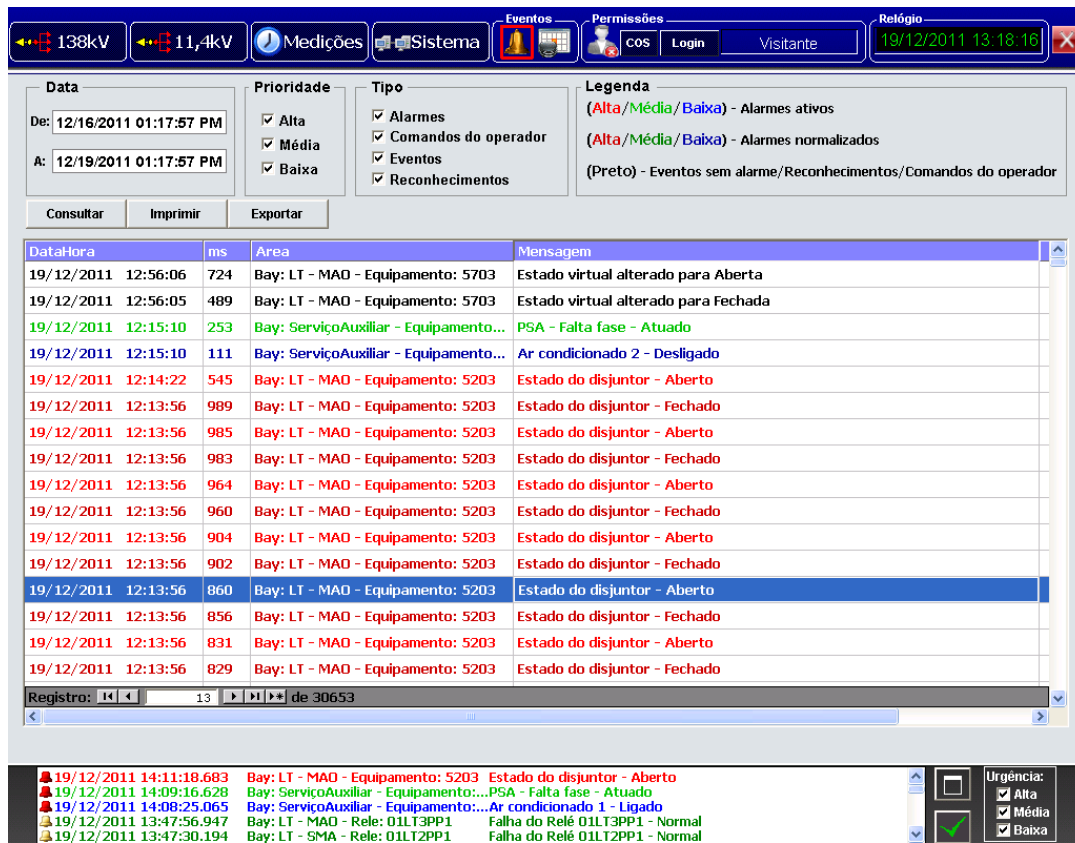 Eventos Permissões Relógio
138kV 11,4kV Medições Sistema COS Login Visitante 19/12/2011 13:18:16
Data Prioridade Tipo Legenda
De: 12/16/2011 01:17:57 PM
A: 12/19/2011 01:17:57 PM
Alta
Média
Baixa
Alarmes
Comandos do operador
Eventos
Reconhecimentos
(Alta/Média/Baixa) - Alarmes ativos
(Alta/Média/Baixa) - Alarmes normalizados
(Preto) - Eventos sem alarme/Reconhecimentos/Comandos do operador
Consultar Imprimir Exportar
DataHora ms Area Mensagem
19/12/2011 12:56:06 724 Bay: LT - MAO - Equipamento: 5703 Estado virtual alterado para Aberta
19/12/2011 12:56:05 489 Bay: LT - MAO - Equipamento: 5703 Estado virtual alterado para Fechada
19/12/2011 12:15:10 253 Bay: ServiçoAuxiliar - Equipamento... PSA - Falta fase - Atuado
19/12/2011 12:15:10 111 Bay: ServiçoAuxiliar - Equipamento... Ar condicionado 2 - Desligado
19/12/2011 12:14:22 545 Bay: LT - MAO - Equipamento: 5203 Estado do disjuntor - Aberto
19/12/2011 12:13:56 989 Bay: LT - MAO - Equipamento: 5203 Estado do disjuntor - Fechado
19/12/2011 12:13:56 985 Bay: LT - MAO - Equipamento: 5203 Estado do disjuntor - Aberto
19/12/2011 12:13:56 983 Bay: LT - MAO - Equipamento: 5203 Estado do disjuntor - Fechado
19/12/2011 12:13:56 964 Bay: LT - MAO - Equipamento: 5203 Estado do disjuntor - Aberto
19/12/2011 12:13:56 960 Bay: LT - MAO - Equipamento: 5203 Estado do disjuntor - Fechado
19/12/2011 12:13:56 904 Bay: LT - MAO - Equipamento: 5203 Estado do disjuntor - Aberto
19/12/2011 12:13:56 902 Bay: LT - MAO - Equipamento: 5203 Estado do disjuntor - Fechado
19/12/2011 12:13:56 860 Bay: LT - MAO - Equipamento: 5203 Estado do disjuntor - Aberto
19/12/2011 12:13:56 856 Bay: LT - MAO - Equipamento: 5203 Estado do disjuntor - Fechado
19/12/2011 12:13:56 831 Bay: LT - MAO - Equipamento: 5203 Estado do disjuntor - Aberto
19/12/2011 12:13:56 829 Bay: LT - MAO - Equipamento: 5203 Estado do disjuntor - Fechado
Registro: 13 de 30653
19/12/2011 14:11:18.683 Bay: LT - MAO - Equipamento: 5203 Estado do disjuntor - Aberto
19/12/2011 14:09:16.628 Bay: ServiçoAuxiliar - Equipamento:...PSA - Falta fase - Atuado
19/12/2011 14:08:25.065 Bay: ServiçoAuxiliar - Equipamento:...Ar condicionado 1 - Ligado
19/12/2011 13:47:56.947 Bay: LT - MAO - Rele: 01LT3PP1 Falha do Relé 01LT3PP1 - Normal
19/12/2011 13:47:30.194 Bay: LT - SMA - Rele: 01LT2PP1 Falha do Relé 01LT2PP1 - Normal
Urgência:
Alta
Média
Baixa